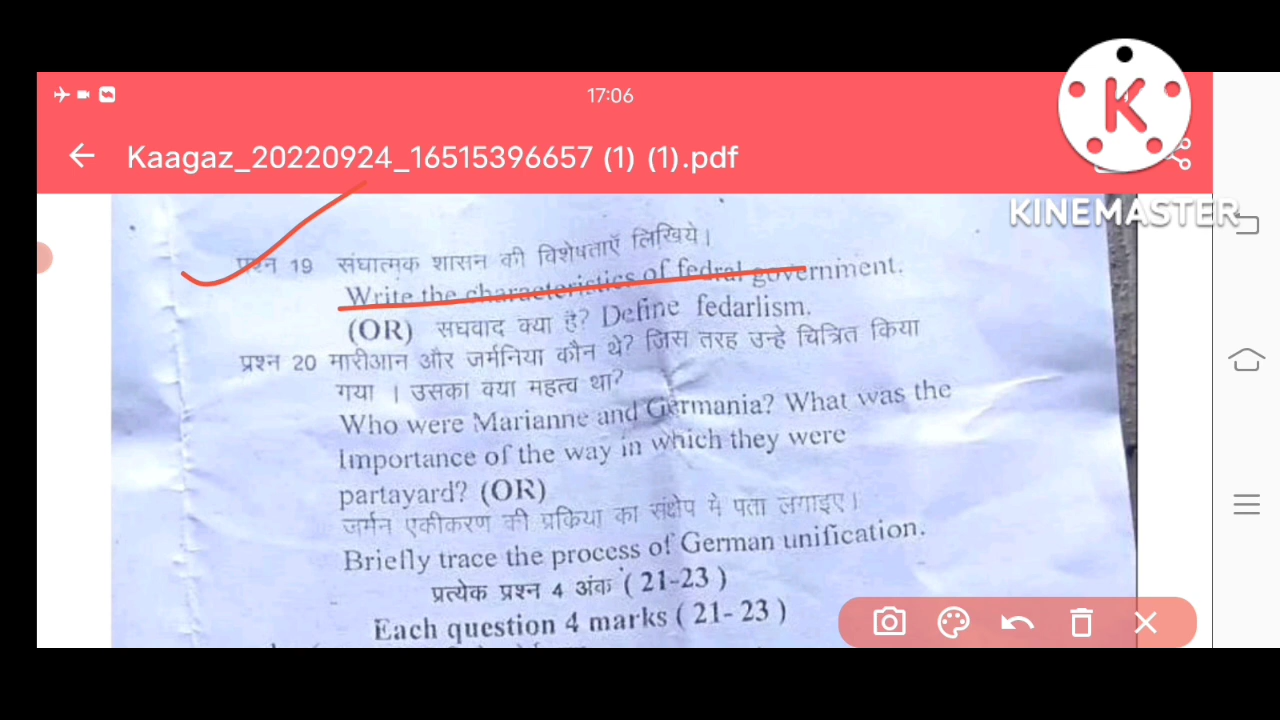 17:06
Kaagaz_20220924_16515396657 (1) (1).pdf
K
KINEMASTER
प्रश्न 19 संघात्मक शासन की विशेषताएँ लिखिये।
Write the characteristics of fedral government.
(OR) सघवाद क्या है? Define fedarlism.
प्रश्न 20 मारीआन और जर्मनिया कौन थे? जिस तरह उन्हे चित्रित किया
गया । उसका क्या महत्व था?
Who were Marianne and Germania? What was the
Importance of the way in which they were
partayard? (OR)
जर्मन एकीकरण की प्रकिया का संक्षेप मे पता लगाइए।
Briefly trace the process of German unification.
प्रत्येक प्रश्न 4 अंक ( 21-23 )
Each question 4 marks ( 21- 23 )